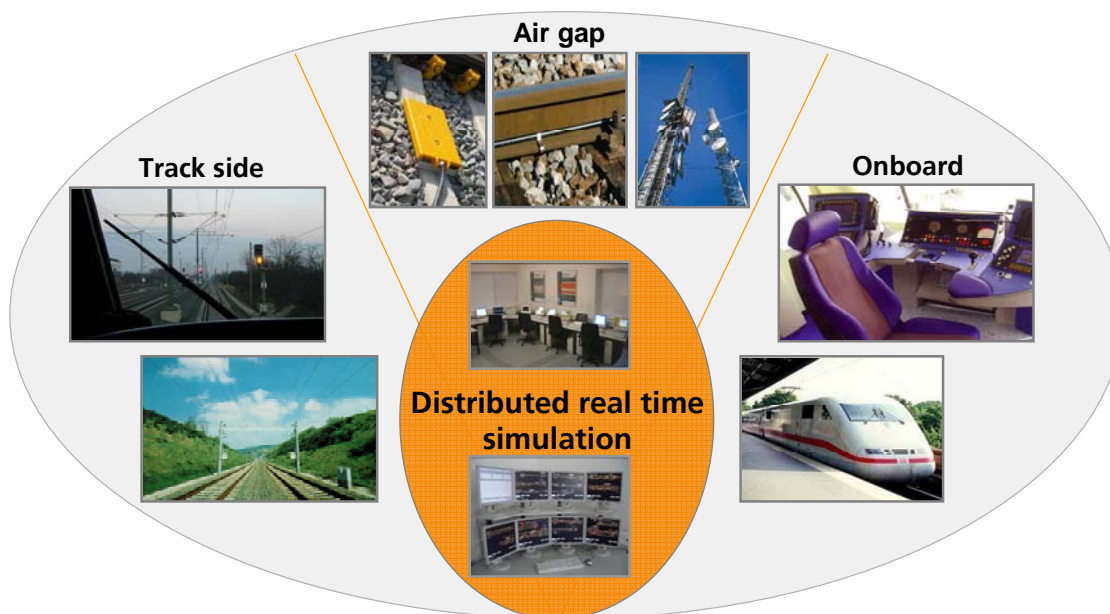 Air gap
Track side
Onboard
Distributed real time
simulation